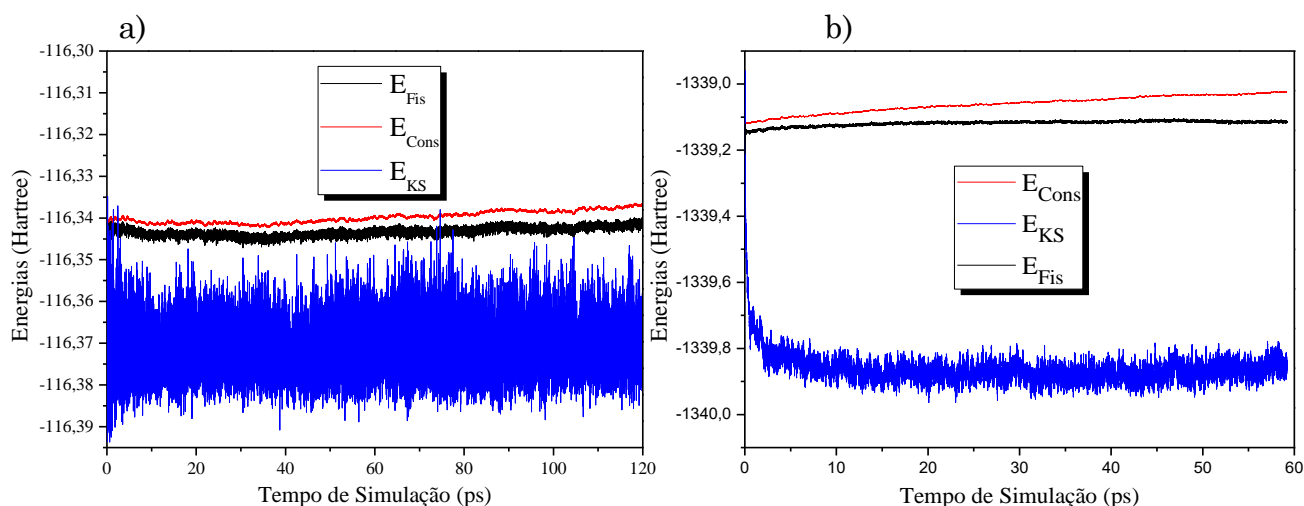 a)
-116,30
-116,31
-116,32
-116,33
-116,34
-116,35
-116,36
-116,37
-116,38
-116,39
Energias (Hartree)
E_Fis
E_Cons
E_KS
0 20 40 60 80 100 120
Tempo de Simulação (ps)
b)
-1339,0
-1339,2
-1339,4
-1339,6
-1339,8
-1340,0
Energias (Hartree)
E_Cons
E_KS
E_Fis
0 10 20 30 40 50 60
Tempo de Simulação (ps)